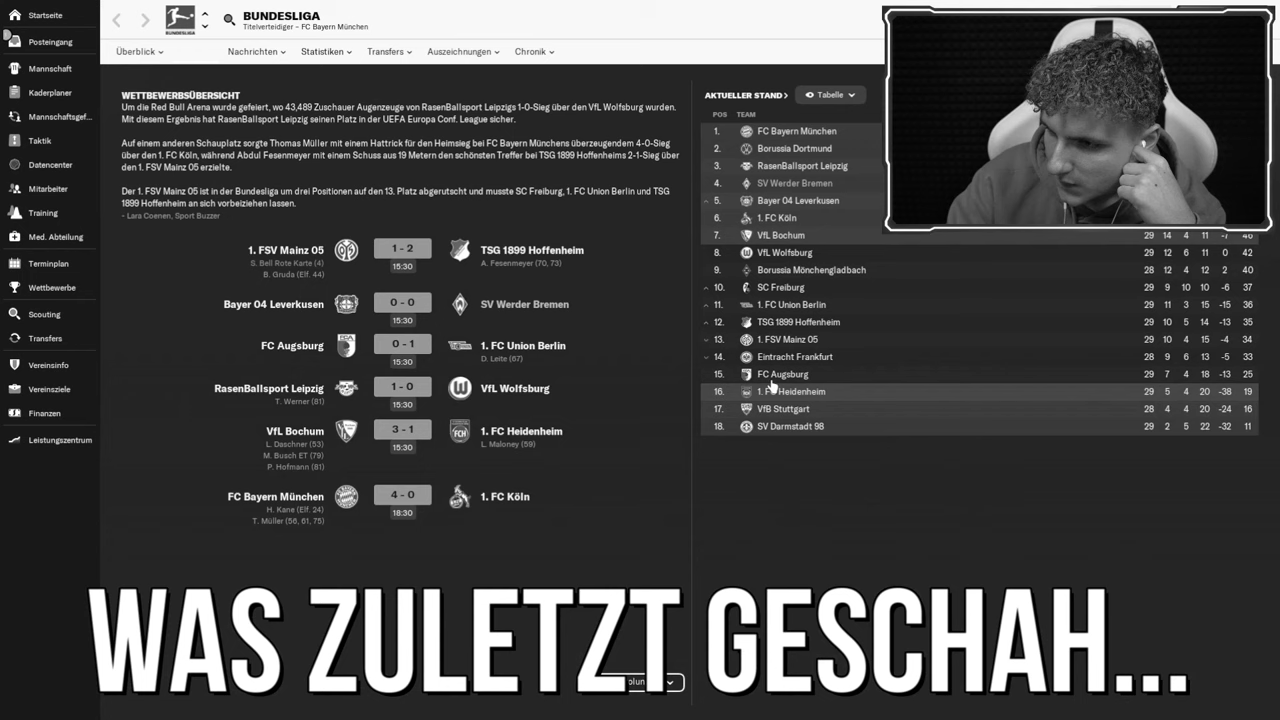 Startseite
Posteingang
Mannschaft
Kaderplaner
Mannschaftsgef...
Taktik
Datencenter
Mitarbeiter
Training
Med. Abteilung
Terminplan
Wettbewerbe
Scouting
Transfers
Vereinsinfo
Vereinsziele
Finanzen
Leistungszentrum
BUNDESLIGA
Titelverteidiger – FC Bayern München
Überblick Nachrichten Statistiken Transfers Auszeichnungen Chronik
WETTBEWERBSÜBERSICHT
Um die Red Bull Arena wurde gefeiert, wo 43,489 Zuschauer Augenzeuge von RasenBallsport Leipzigs 1-0-Sieg über den VfL Wolfsburg wurden.
Mit diesem Ergebnis hat RasenBallsport Leipzig seinen Platz in der UEFA Europa Conf. League sicher.
Auf einem anderen Schauplatz sorgte Thomas Müller mit einem Hattrick für den Heimsieg bei FC Bayern Münchens überzeugendem 4-0-Sieg
über den 1. FC Köln, während Abdul Fesenmeyer mit einem Schuss aus 19 Metern den schönsten Treffer bei TSG 1899 Hoffenheims 2-1-Sieg über
den 1. FSV Mainz 05 erzielte.
Der 1. FSV Mainz 05 ist in der Bundesliga um drei Positionen auf den 13. Platz abgerutscht und musste SC Freiburg, 1. FC Union Berlin und TSG
1899 Hoffenheim an sich vorbeiziehen lassen.
- Lara Coenen, Sport Buzzer
1. FSV Mainz 05 1 - 2 TSG 1899 Hoffenheim
S. Bell Rote Karte (4) 15:30 A. Fesenmeyer (70, 73)
B. Gruda (Elf. 44)
Bayer 04 Leverkusen 0 - 0 SV Werder Bremen
15:30
FC Augsburg 0 - 1 1. FC Union Berlin
15:30 D. Leite (67)
RasenBallsport Leipzig 1 - 0 VfL Wolfsburg
T. Werner (81) 15:30
VfL Bochum 3 - 1 1. FC Heidenheim
L. Daschner (53) 15:30 L. Maloney (59)
M. Busch ET (79)
P. Hofmann (81)
FC Bayern München 4 - 0 1. FC Köln
H. Kane (Elf. 24) 18:30
T. Müller (56, 61, 75)
AKTUELLER STAND Tabelle
POS TEAM
1. FC Bayern München
2. Borussia Dortmund
3. RasenBallsport Leipzig
4. SV Werder Bremen
5. Bayer 04 Leverkusen
6. 1. FC Köln
7. VfL Bochum 29 14 4 11 -7 46
8. VfL Wolfsburg 29 12 6 11 0 42
9. Borussia Mönchengladbach 28 12 4 12 2 40
10. SC Freiburg 29 9 10 10 -6 37
11. 1. FC Union Berlin 29 11 3 15 -15 36
12. TSG 1899 Hoffenheim 29 10 5 14 -13 35
13. 1. FSV Mainz 05 29 10 4 15 -4 34
14. Eintracht Frankfurt 28 9 6 13 -5 33
15. FC Augsburg 29 7 4 18 -13 25
16. 1. Heidenheim 29 5 4 20 -38 19
17. VfB Stuttgart 28 4 4 20 -24 16
18. SV Darmstadt 98 29 2 5 22 -32 11
WAS ZULETZT GESCHAH...